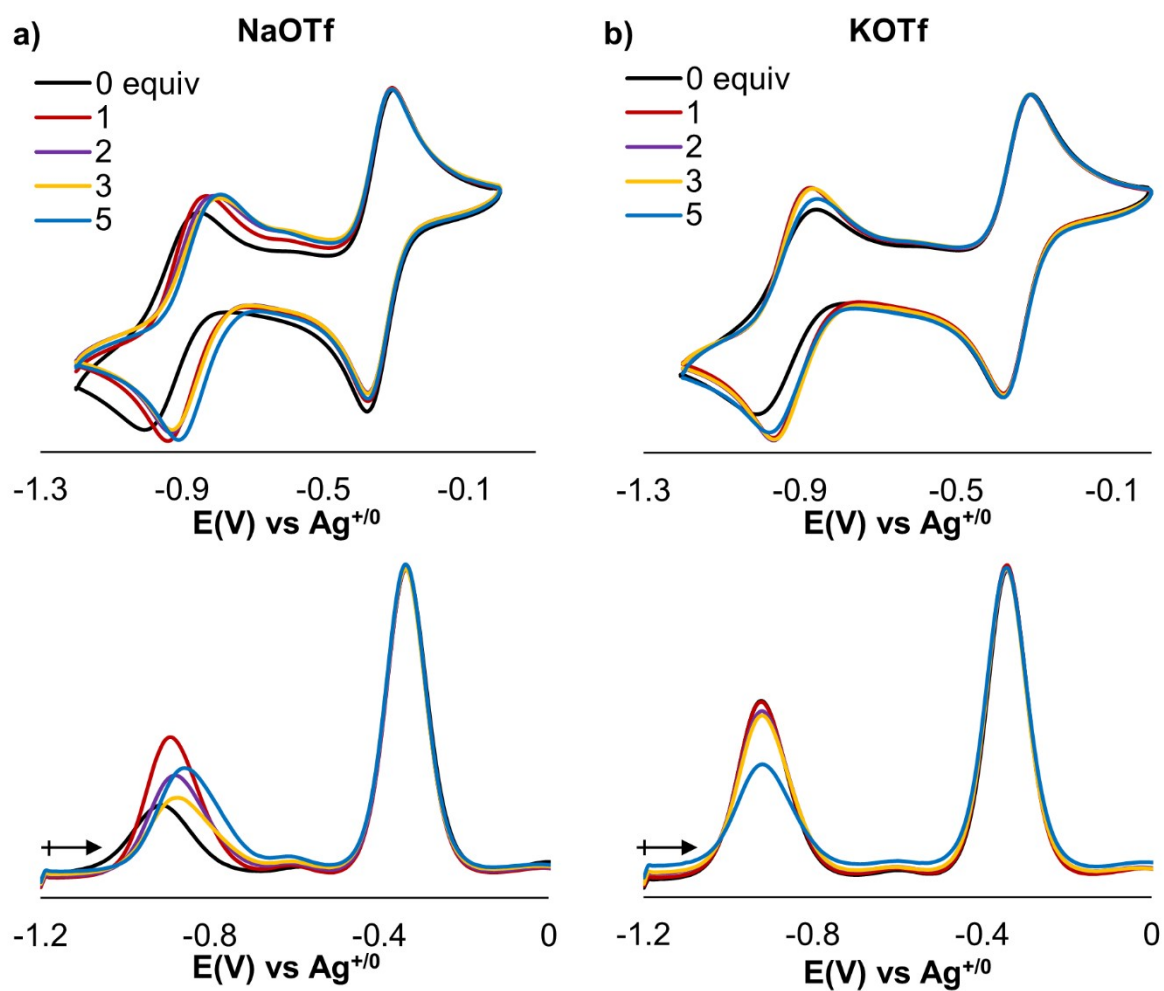 a)
NaOTf
0 equiv
1
2
3
5
-1.3 -0.9 -0.5 -0.1
E(V) vs Ag+/0
b)
KOTf
0 equiv
1
2
3
5
-1.3 -0.9 -0.5 -0.1
E(V) vs Ag+/0
-1.2 -0.8 -0.4 0
E(V) vs Ag+/0
-1.2 -0.8 -0.4 0
E(V) vs Ag+/0